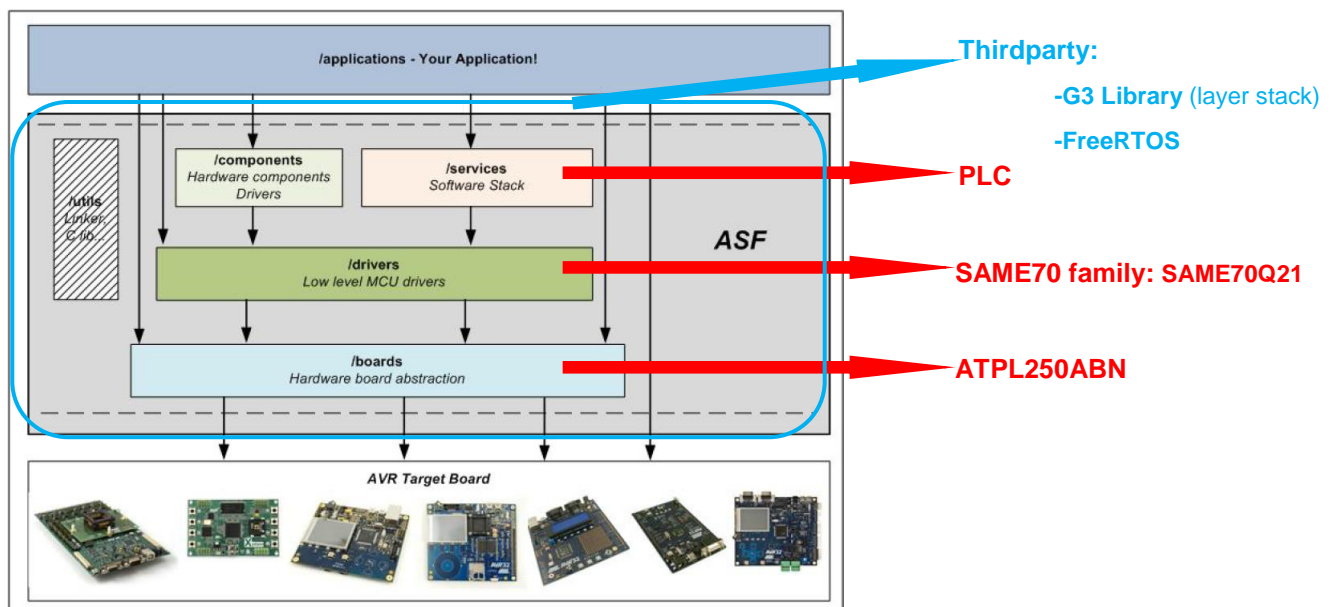 /applications - Your Application!
Thirdparty:
-G3 Library (layer stack)
-FreeRTOS
/utils
Linker,
C lib...
/components
Hardware components
Drivers
/services
Software Stack
PLC
ASF
/drivers
Low level MCU drivers
SAME70 family: SAME70Q21
/boards
Hardware board abstraction
ATPL250ABN
AVR Target Board